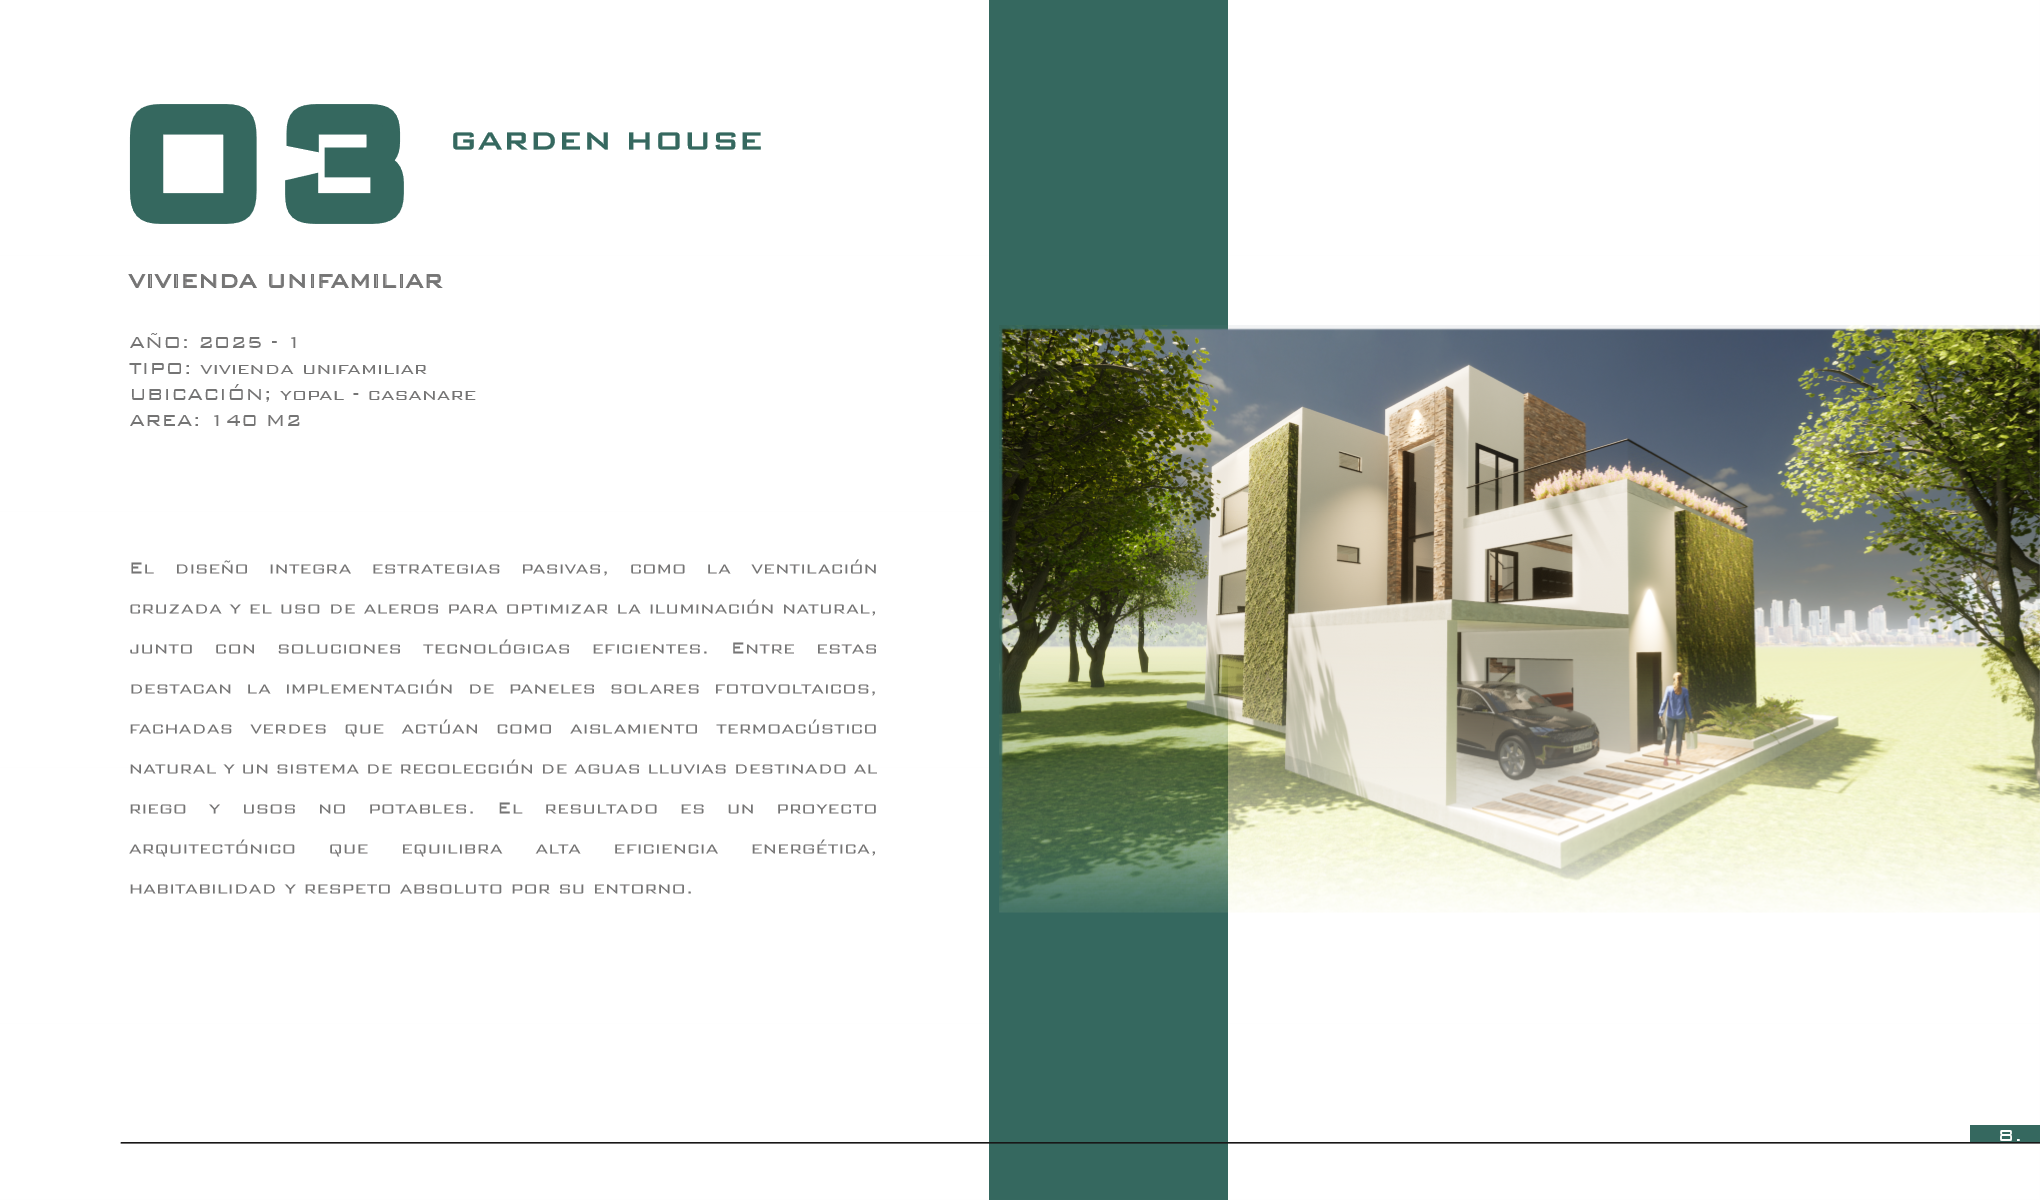 03
GARDEN HOUSE
VIVIENDA UNIFAMILIAR
AÑO: 2025 - 1
TIPO: VIVIENDA UNIFAMILIAR
UBICACIÓN; YOPAL - CASANARE
AREA: 140 M2
EL DISEÑO INTEGRA ESTRATEGIAS PASIVAS, COMO LA VENTILACIÓN
CRUZADA Y EL USO DE ALEROS PARA OPTIMIZAR LA ILUMINACIÓN NATURAL,
JUNTO CON SOLUCIONES TECNOLÓGICAS EFICIENTES. ENTRE ESTAS
DESTACAN LA IMPLEMENTACIÓN DE PANELES SOLARES FOTOVOLTAICOS,
FACHADAS VERDES QUE ACTÚAN COMO AISLAMIENTO TERMOACÚSTICO
NATURAL Y UN SISTEMA DE RECOLECCIÓN DE AGUAS LLUVIAS DESTINADO AL
RIEGO Y USOS NO POTABLES. EL RESULTADO ES UN PROYECTO
ARQUITECTÓNICO QUE EQUILIBRA ALTA EFICIENCIA ENERGÉTICA,
HABITABILIDAD Y RESPETO ABSOLUTO POR SU ENTORNO.
8.